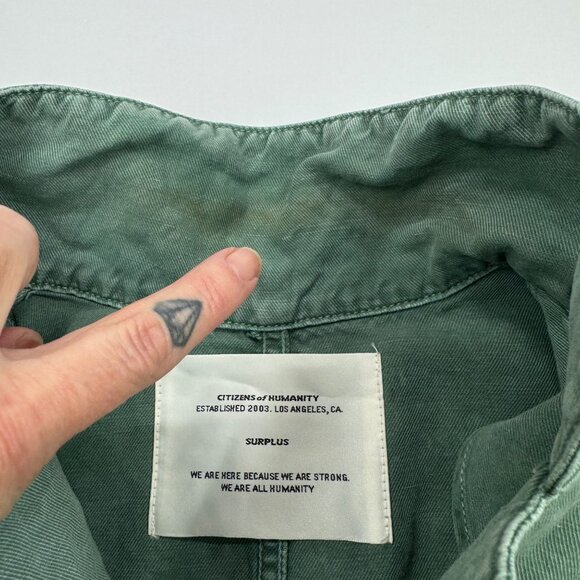 CITIZENS of HUMANITY
ESTABLISHED 2003. LOS ANGELES, CA.
SURPLUS
WE ARE HERE BECAUSE WE ARE STRONG.
WE ARE ALL HUMANITY